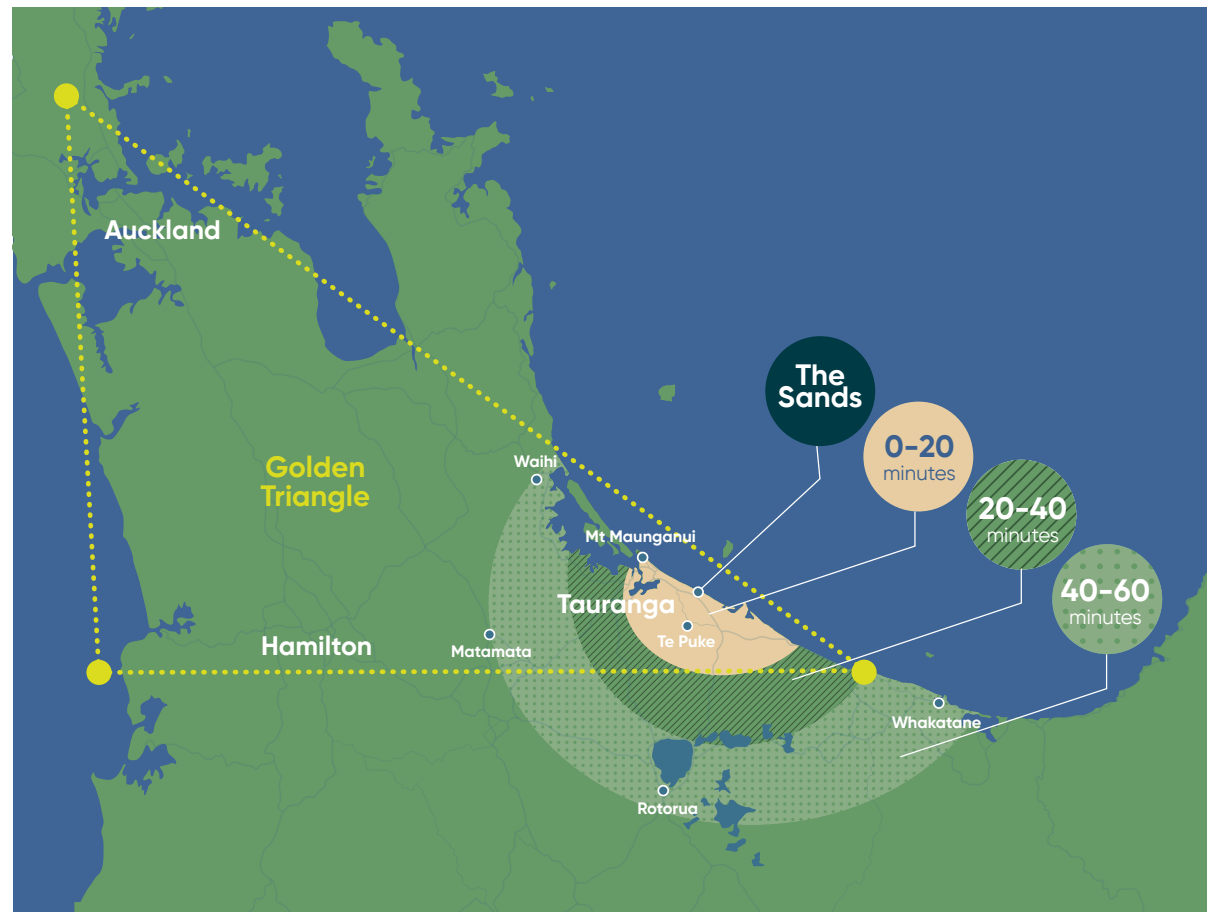 Auckland
The
Sands
0-20
minutes
Golden
Triangle
Waihi
20-40
minutes
Mt Maunganui
40-60
minutes
Tauranga
Te Puke
Hamilton
Matamata
Whakatane
Rotorua